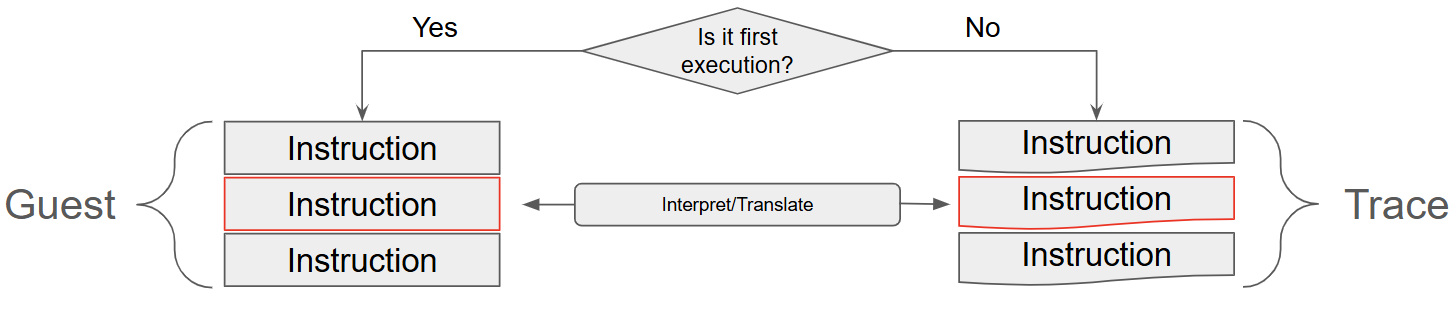 Yes
Is it first
execution?
No
Guest
Instruction
Instruction
Instruction
Interpret/Translate
Instruction
Instruction
Instruction
Trace